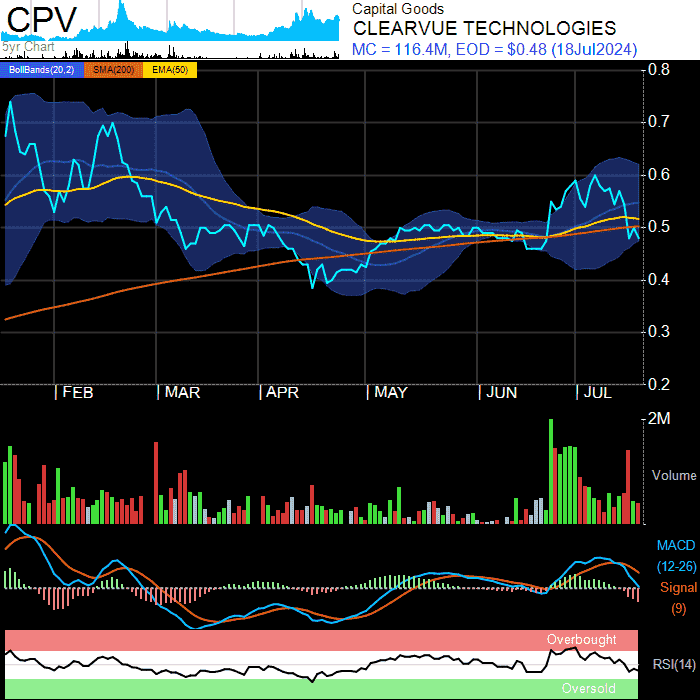 CPV
5yr Chart
Capital Goods
CLEARVUE TECHNOLOGIES
MC = 116.4M, EOD = $0.48 (18Jul2024)
BollBands(20,2) SMA(200) EMA(50)
0.8
0.7
0.6
0.5
0.4
0.3
0.2
FEB MAR APR MAY JUN JUL
2M
Volume
MACD
(12-26)
Signal
(9)
Overbought
RSI(14)
Oversold